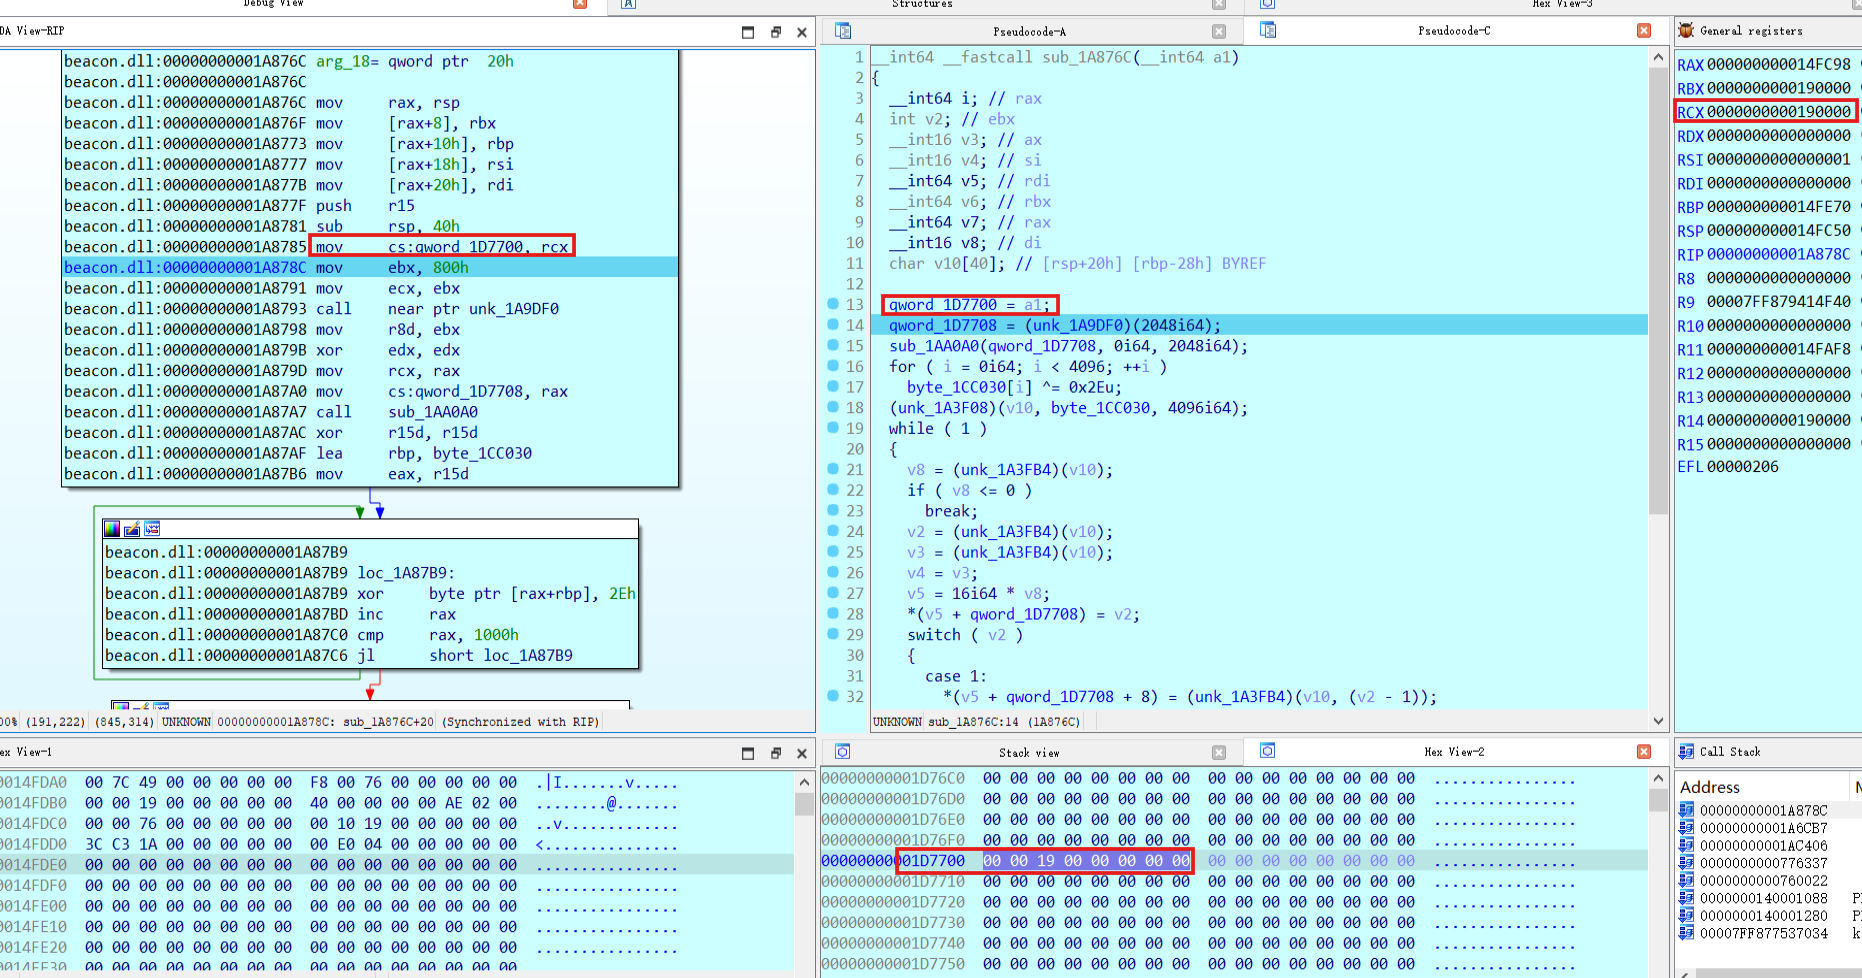 Debug View
Structures
Hex View-3
DA View-RIP
Pseudocode-A
Pseudocode-C
General registers
beacon.dll:00000000001A876C arg_18= qword ptr  20h
beacon.dll:00000000001A876C
beacon.dll:00000000001A876C mov     rax, rsp
beacon.dll:00000000001A876F mov     [rax+8], rbx
beacon.dll:00000000001A8773 mov     [rax+10h], rbp
beacon.dll:00000000001A8777 mov     [rax+18h], rsi
beacon.dll:00000000001A877B mov     [rax+20h], rdi
beacon.dll:00000000001A877F push    r15
beacon.dll:00000000001A8781 sub     rsp, 40h
beacon.dll:00000000001A8785 mov     cs:qword_1D7700, rcx
beacon.dll:00000000001A878C mov     ebx, 800h
beacon.dll:00000000001A8791 mov     ecx, ebx
beacon.dll:00000000001A8793 call    near ptr unk_1A9DF0
beacon.dll:00000000001A8798 mov     r8d, ebx
beacon.dll:00000000001A879B xor     edx, edx
beacon.dll:00000000001A879D mov     rcx, rax
beacon.dll:00000000001A87A0 mov     cs:qword_1D7708, rax
beacon.dll:00000000001A87A7 call    sub_1AA0A0
beacon.dll:00000000001A87AC xor     r15d, r15d
beacon.dll:00000000001A87AF lea     rbp, byte_1CC030
beacon.dll:00000000001A87B6 mov     eax, r15d
beacon.dll:00000000001A87B9
beacon.dll:00000000001A87B9 loc_1A87B9:
beacon.dll:00000000001A87B9 xor     byte ptr [rax+rbp], 2Eh
beacon.dll:00000000001A87BD inc     rax
beacon.dll:00000000001A87C0 cmp     rax, 1000h
beacon.dll:00000000001A87C6 jl      short loc_1A87B9
00% (191,222) (845,314) UNKNOWN 00000000001A878C: sub_1A876C+20 (Synchronized with RIP)
1 __int64 __fastcall sub_1A876C(__int64 a1)
2 {
3   __int64 i; // rax
4   int v2; // ebx
5   __int16 v3; // ax
6   __int16 v4; // si
7   __int64 v5; // rdi
8   __int64 v6; // rbx
9   __int64 v7; // rax
10   __int16 v8; // di
11   char v10[40]; // [rsp+20h] [rbp-28h] BYREF
12
13   qword_1D7700 = a1;
14   qword_1D7708 = (unk_1A9DF0)(2048i64);
15   sub_1AA0A0(qword_1D7708, 0i64, 2048i64);
16   for ( i = 0i64; i < 4096; ++i )
17     byte_1CC030[i] ^= 0x2Eu;
18   (unk_1A3F08)(v10, byte_1CC030, 4096i64);
19   while ( 1 )
20   {
21     v8 = (unk_1A3FB4)(v10);
22     if ( v8 <= 0 )
23       break;
24     v2 = (unk_1A3FB4)(v10);
25     v3 = (unk_1A3FB4)(v10);
26     v4 = v3;
27     v5 = 16i64 * v8;
28     *(v5 + qword_1D7708) = v2;
29     switch ( v2 )
30     {
31       case 1:
32         *(v5 + qword_1D7708 + 8) = (unk_1A3FB4)(v10, (v2 - 1));
UNKNOWN sub_1A876C:14 (1A876C)
RAX 000000000014FC98
RBX 0000000000190000
RCX 0000000000190000
RDX 0000000000000000
RSI 0000000000000001
RDI 0000000000000000
RBP 000000000014FE70
RSP 000000000014FC50
RIP 00000000001A878C
R8 0000000000000000
R9 00007FF879414F40
R10 0000000000000000
R11 000000000014FAF8
R12 0000000000000000
R13 0000000000000000
R14 0000000000190000
R15 0000000000000000
EFL 00000206
ex View-1
0014FDA0  00 7C 49 00 00 00 00 00  F8 00 76 00 00 00 00 00  .|I.......v.....
0014FDB0  00 00 19 00 00 00 00 00  40 00 00 00 00 AE 02 00  ........@.......
0014FDC0  00 00 76 00 00 00 00 00  00 10 19 00 00 00 00 00  ..v.............
0014FDD0  3C C3 1A 00 00 00 00 00  00 E0 04 00 00 00 00 00  <...............
0014FDE0  00 00 00 00 00 00 00 00  00 00 00 00 00 00 00 00  ................
0014FDF0  00 00 00 00 00 00 00 00  00 00 00 00 00 00 00 00  ................
0014FE00  00 00 00 00 00 00 00 00  00 00 00 00 00 00 00 00  ................
0014FE10  00 00 00 00 00 00 00 00  00 00 00 00 00 00 00 00  ................
0014FE20  00 00 00 00 00 00 00 00  00 00 00 00 00 00 00 00  ................
0014FE30  00 00 00 00 00 00 00 00  00 00 00 00 00 00 00 00  ................
Stack view
Hex View-2
00000000001D76C0  00 00 00 00 00 00 00 00  00 00 00 00 00 00 00 00  ................
00000000001D76D0  00 00 00 00 00 00 00 00  00 00 00 00 00 00 00 00  ................
00000000001D76E0  00 00 00 00 00 00 00 00  00 00 00 00 00 00 00 00  ................
00000000001D76F0  00 00 00 00 00 00 00 00  00 00 00 00 00 00 00 00  ................
00000000001D7700  00 00 19 00 00 00 00 00  00 00 00 00 00 00 00 00  ................
00000000001D7710  00 00 00 00 00 00 00 00  00 00 00 00 00 00 00 00  ................
00000000001D7720  00 00 00 00 00 00 00 00  00 00 00 00 00 00 00 00  ................
00000000001D7730  00 00 00 00 00 00 00 00  00 00 00 00 00 00 00 00  ................
00000000001D7740  00 00 00 00 00 00 00 00  00 00 00 00 00 00 00 00  ................
00000000001D7750  00 00 00 00 00 00 00 00  00 00 00 00 00 00 00 00  ................
Call Stack
Address
00000000001A878C
00000000001A6CB7
00000000001AC406
0000000000776337
0000000000760022
0000000140001088
0000000140001280
00007FF877537034